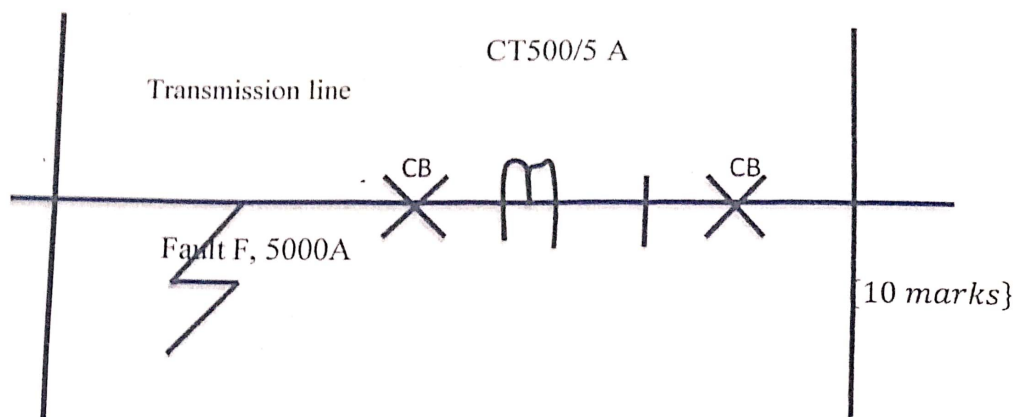 CT500/5 A
Transmission line
CB
CB
Fault F, 5000A
[10 marks}